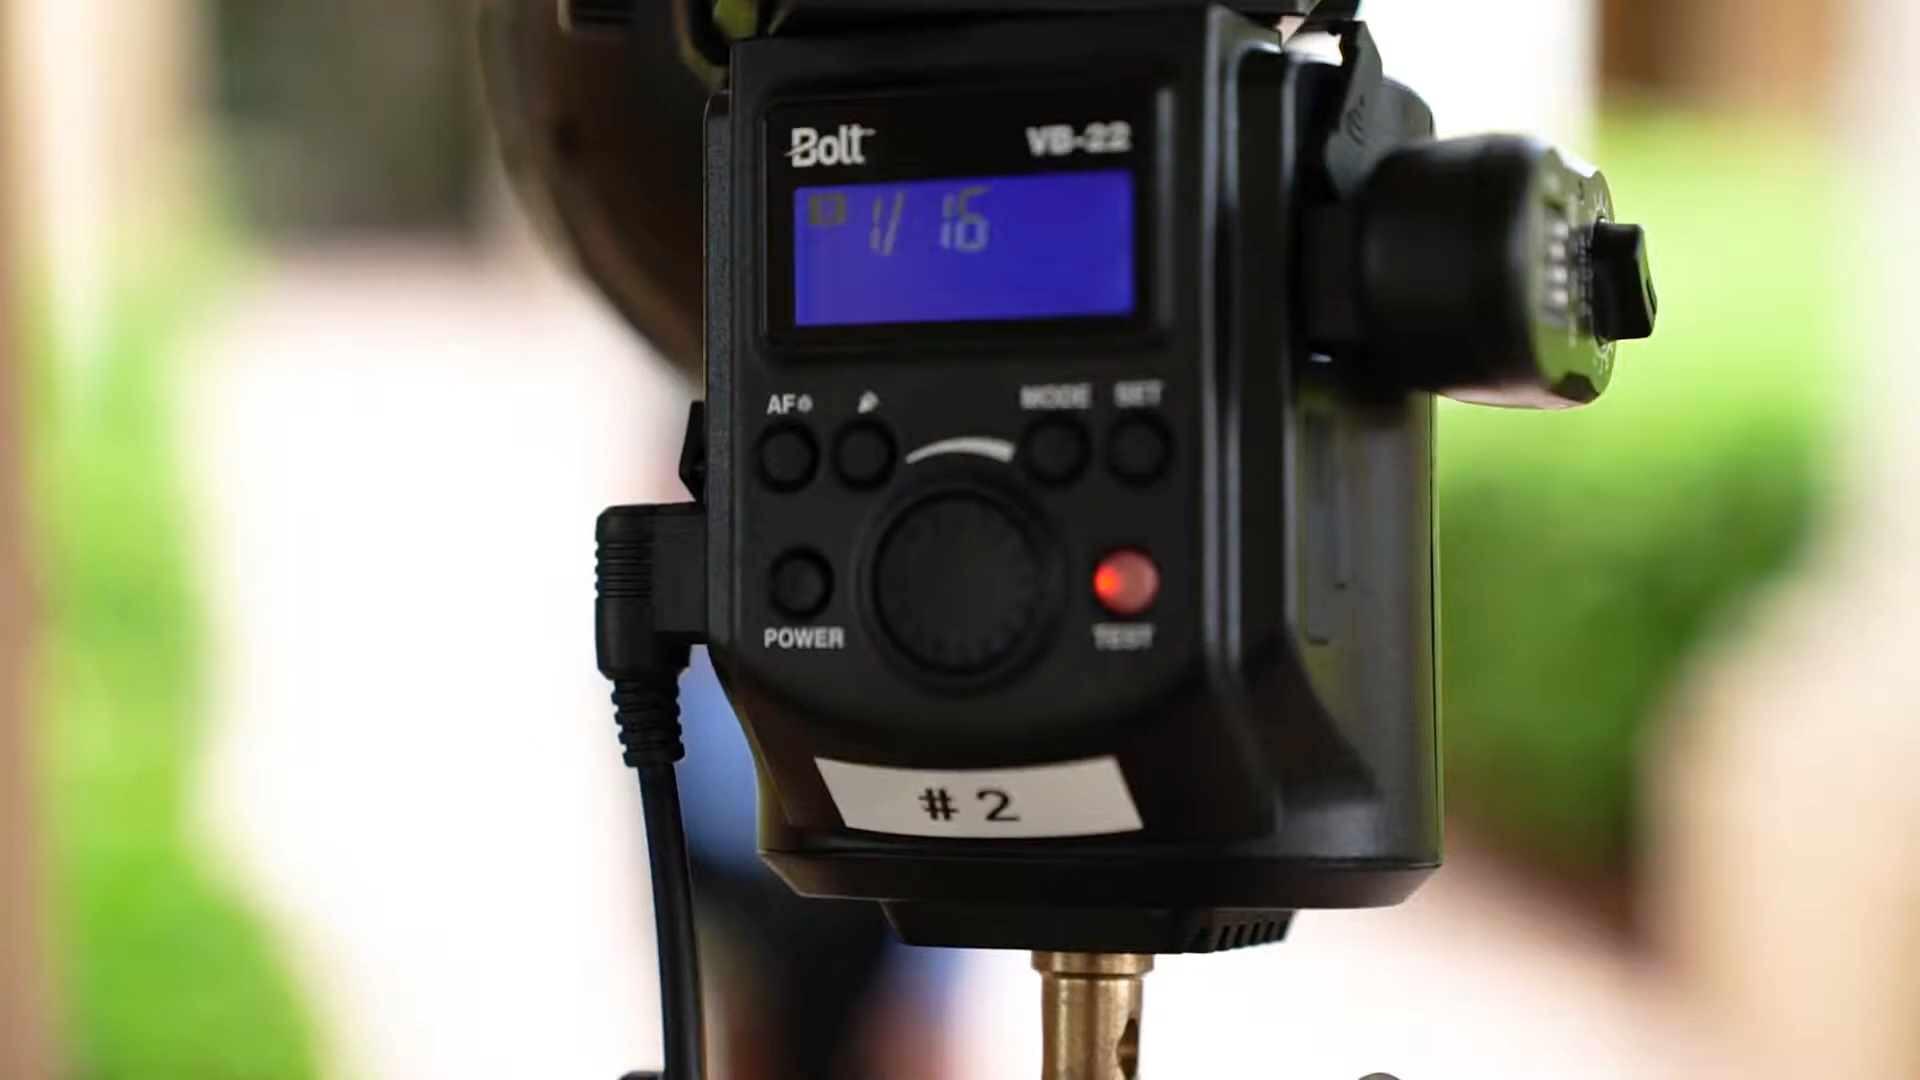 Bolt VB-22
M 1/ 16
AF MODE SET
POWER TEST
# 2